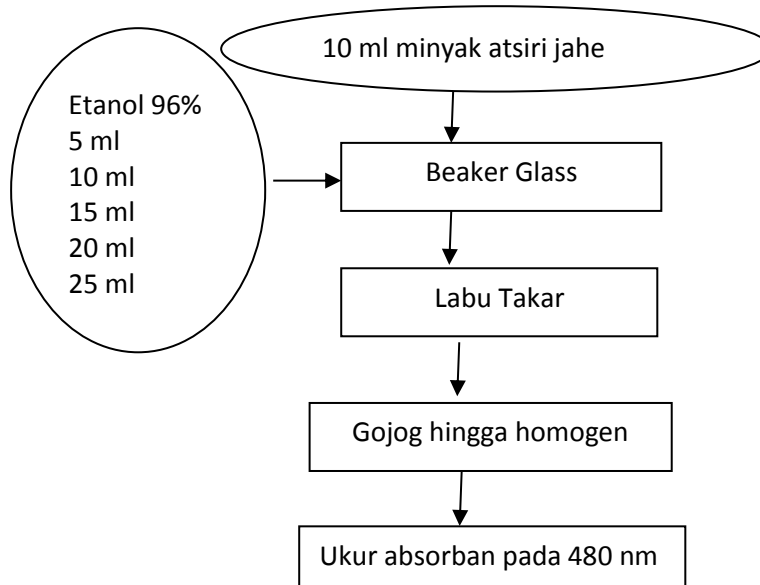 10 ml minyak atsiri jahe
Etanol 96%
5 ml
10 ml
15 ml
20 ml
25 ml
Beaker Glass
Labu Takar
Gojog hingga homogen
Ukur absorban pada 480 nm